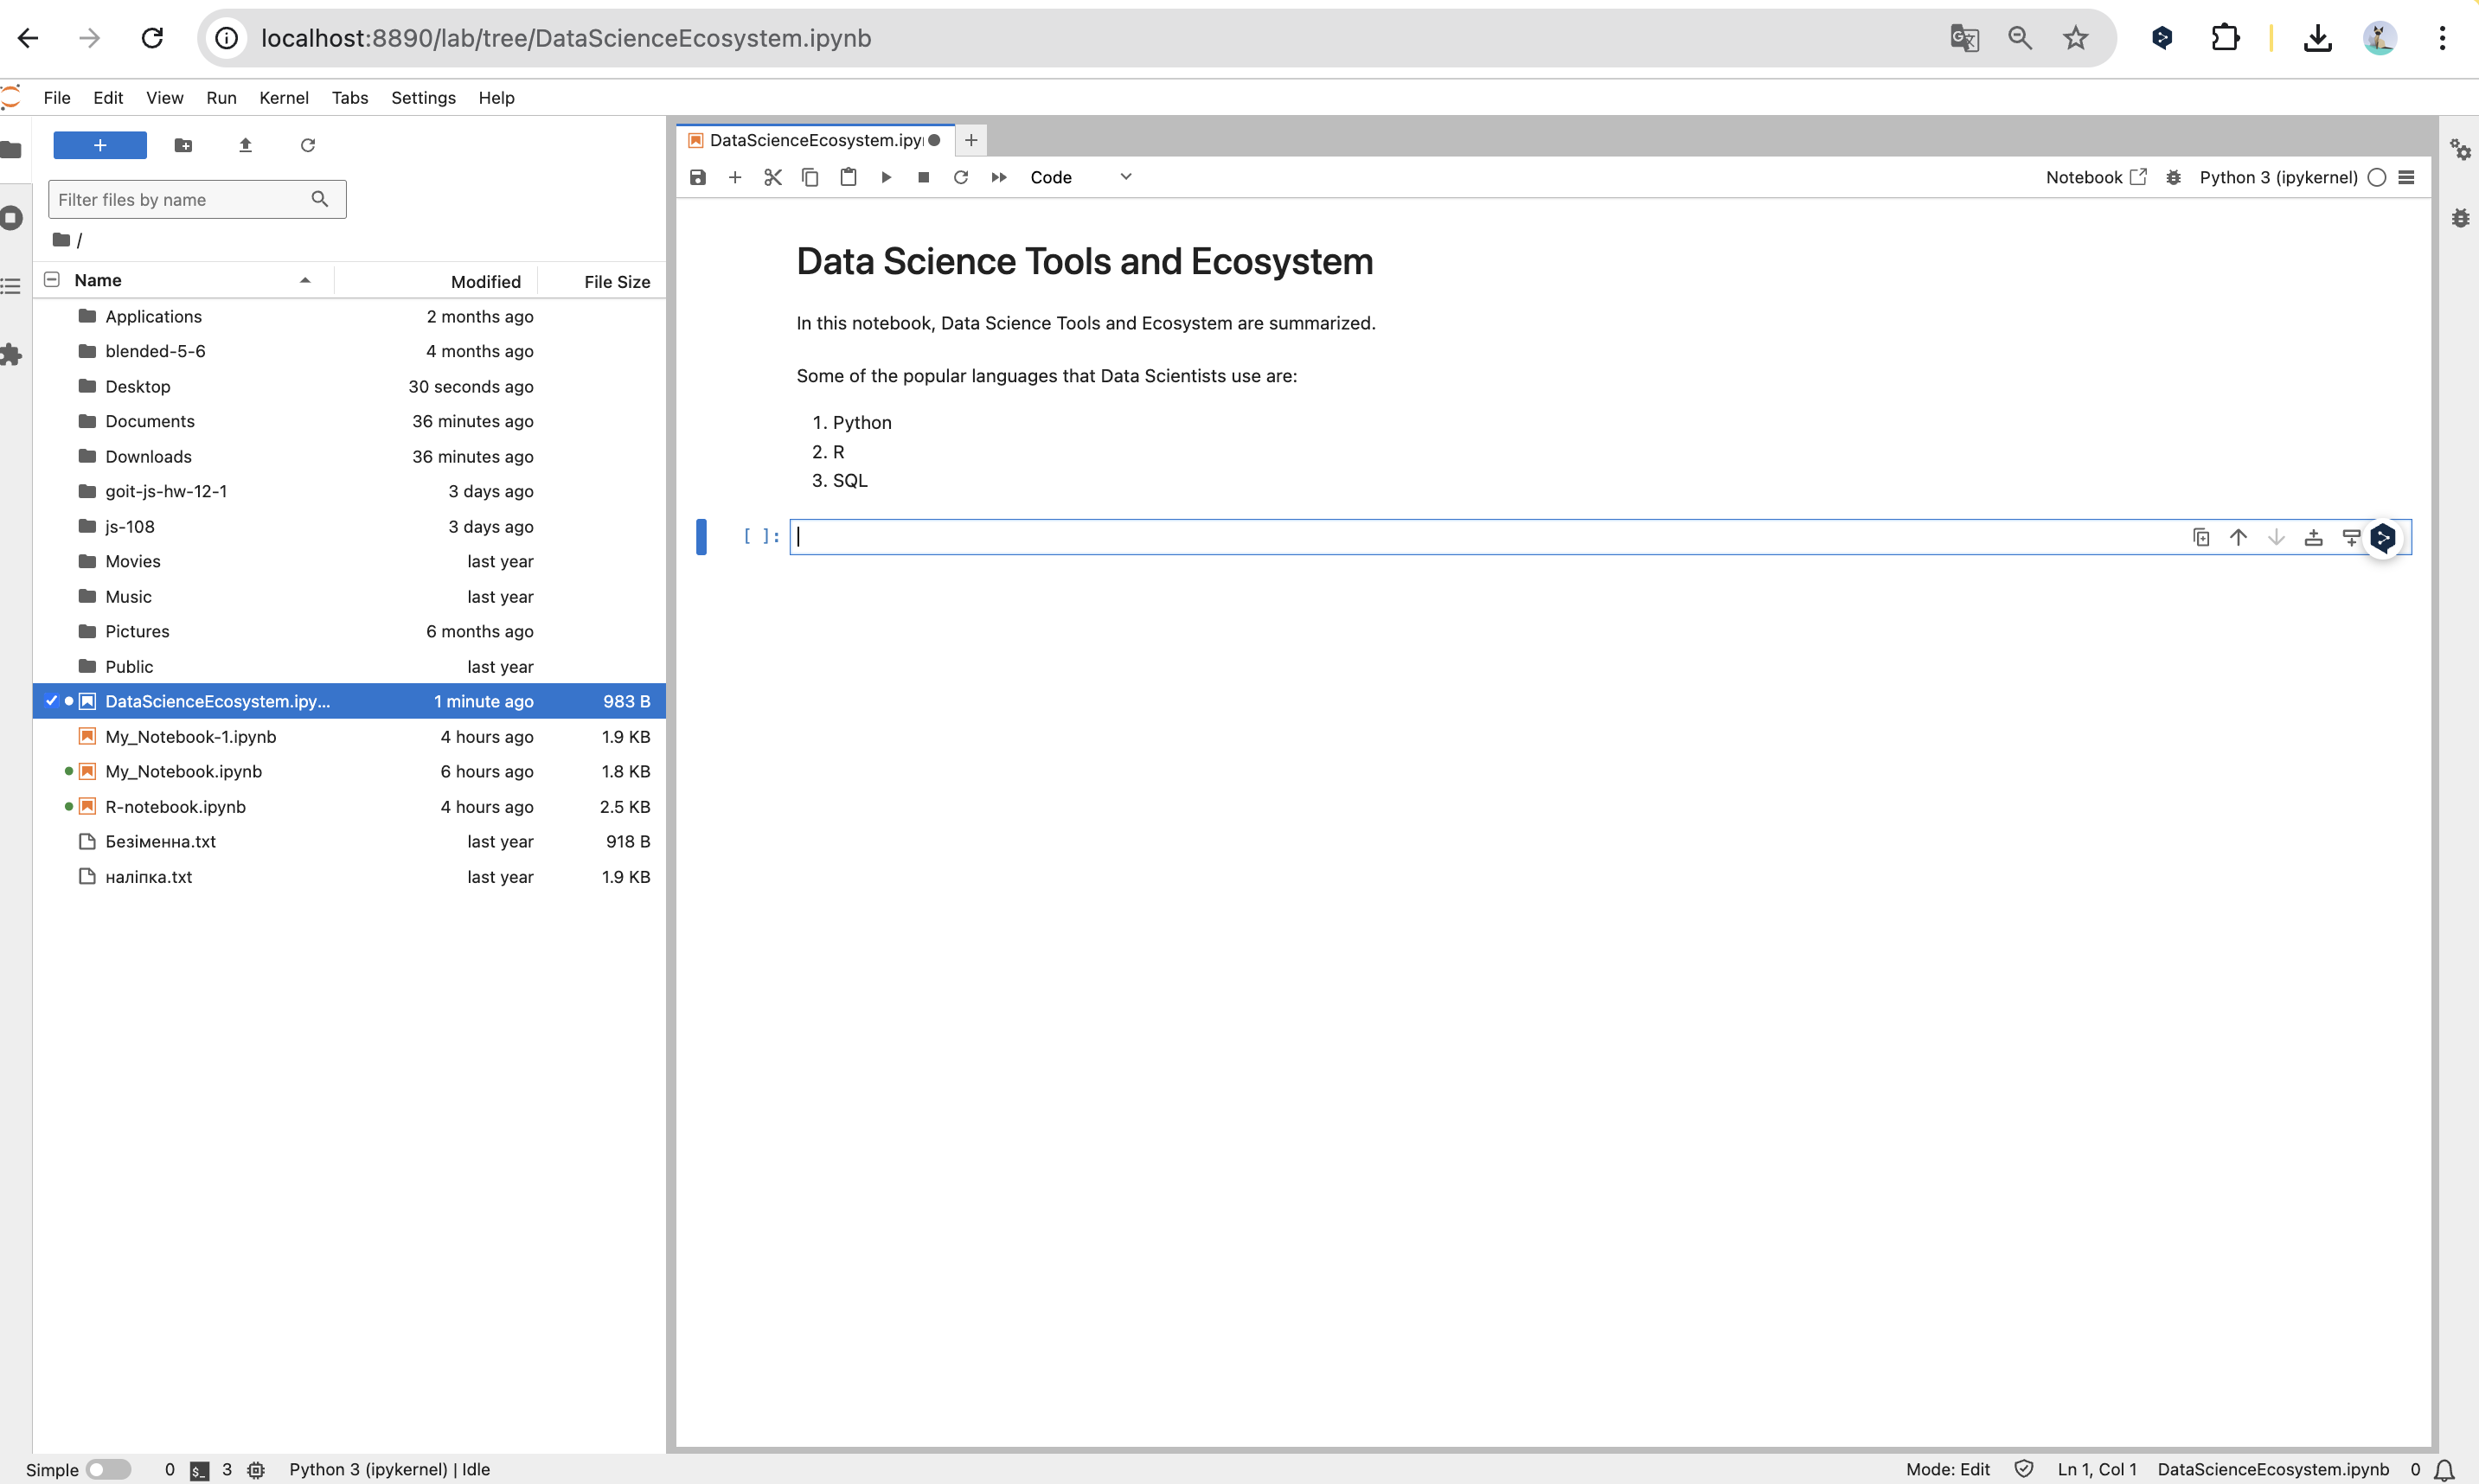 localhost:8890/lab/tree/DataScienceEcosystem.ipynb
File Edit View Run Kernel Tabs Settings Help
+
Filter files by name
/
Name Modified File Size
Applications 2 months ago
blended-5-6 4 months ago
Desktop 30 seconds ago
Documents 36 minutes ago
Downloads 36 minutes ago
goit-js-hw-12-1 3 days ago
js-108 3 days ago
Movies last year
Music last year
Pictures 6 months ago
Public last year
DataScienceEcosystem.ipy... 1 minute ago 983 B
My_Notebook-1.ipynb 4 hours ago 1.9 KB
My_Notebook.ipynb 6 hours ago 1.8 KB
R-notebook.ipynb 4 hours ago 2.5 KB
Безіменна.txt last year 918 B
наліпка.txt last year 1.9 KB
DataScienceEcosystem.ipy
Code
Notebook Python 3 (ipykernel)
Data Science Tools and Ecosystem
In this notebook, Data Science Tools and Ecosystem are summarized.
Some of the popular languages that Data Scientists use are:
1. Python
2. R
3. SQL
[ ]:
Simple 0 $_ 3 Python 3 (ipykernel) | Idle
Mode: Edit Ln 1, Col 1 DataScienceEcosystem.ipynb 0